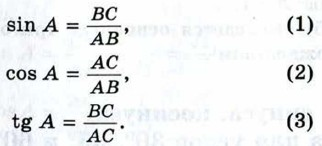 sin A = BC/AB, (1)
cos A = AC/AB, (2)
tg A = BC/AC. (3)